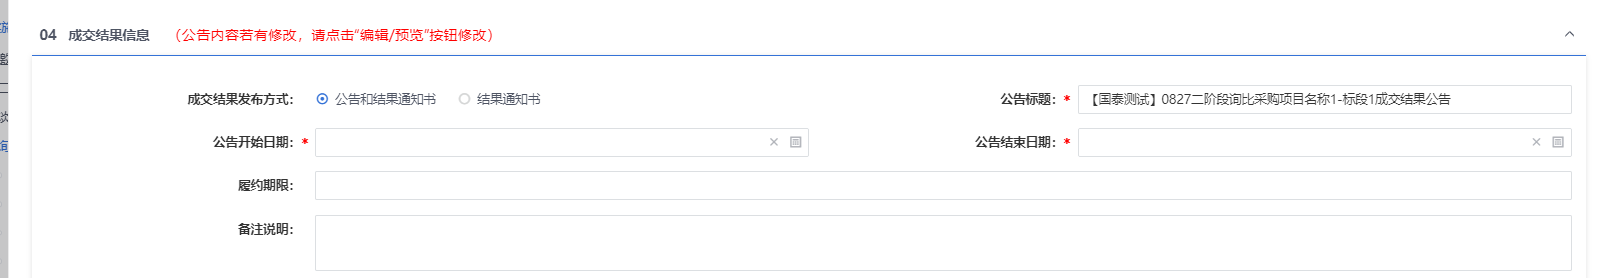 04 成交结果信息 （公告内容若有修改，请点击“编辑/预览”按钮修改）
成交结果发布方式： 公告和结果通知书 结果通知书 公告标题： * 【国泰测试】0827二阶段询比采购项目名称1-标段1成交结果公告
公告开始日期： * 公告结束日期： *
履约期限：
备注说明：